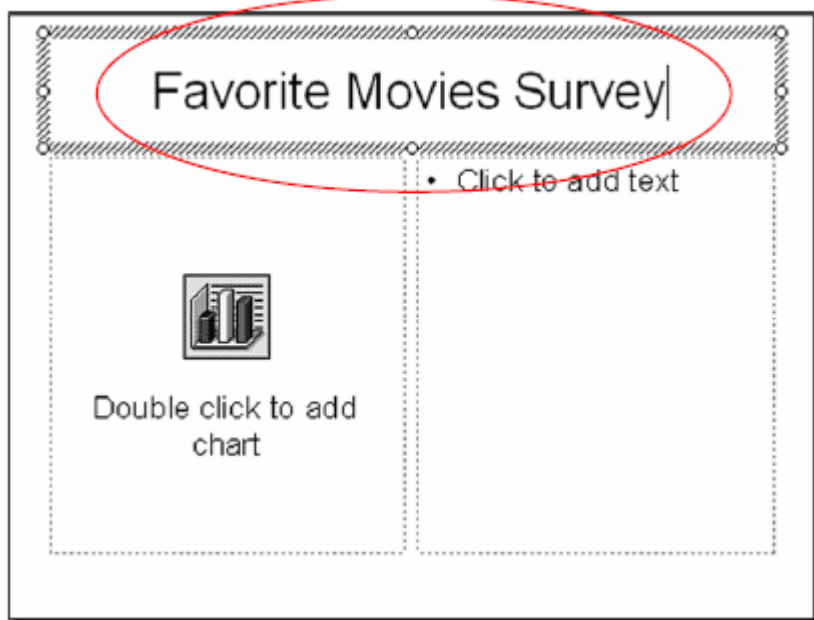 Favorite Movies Survey
• Click to add text
Double click to add
chart